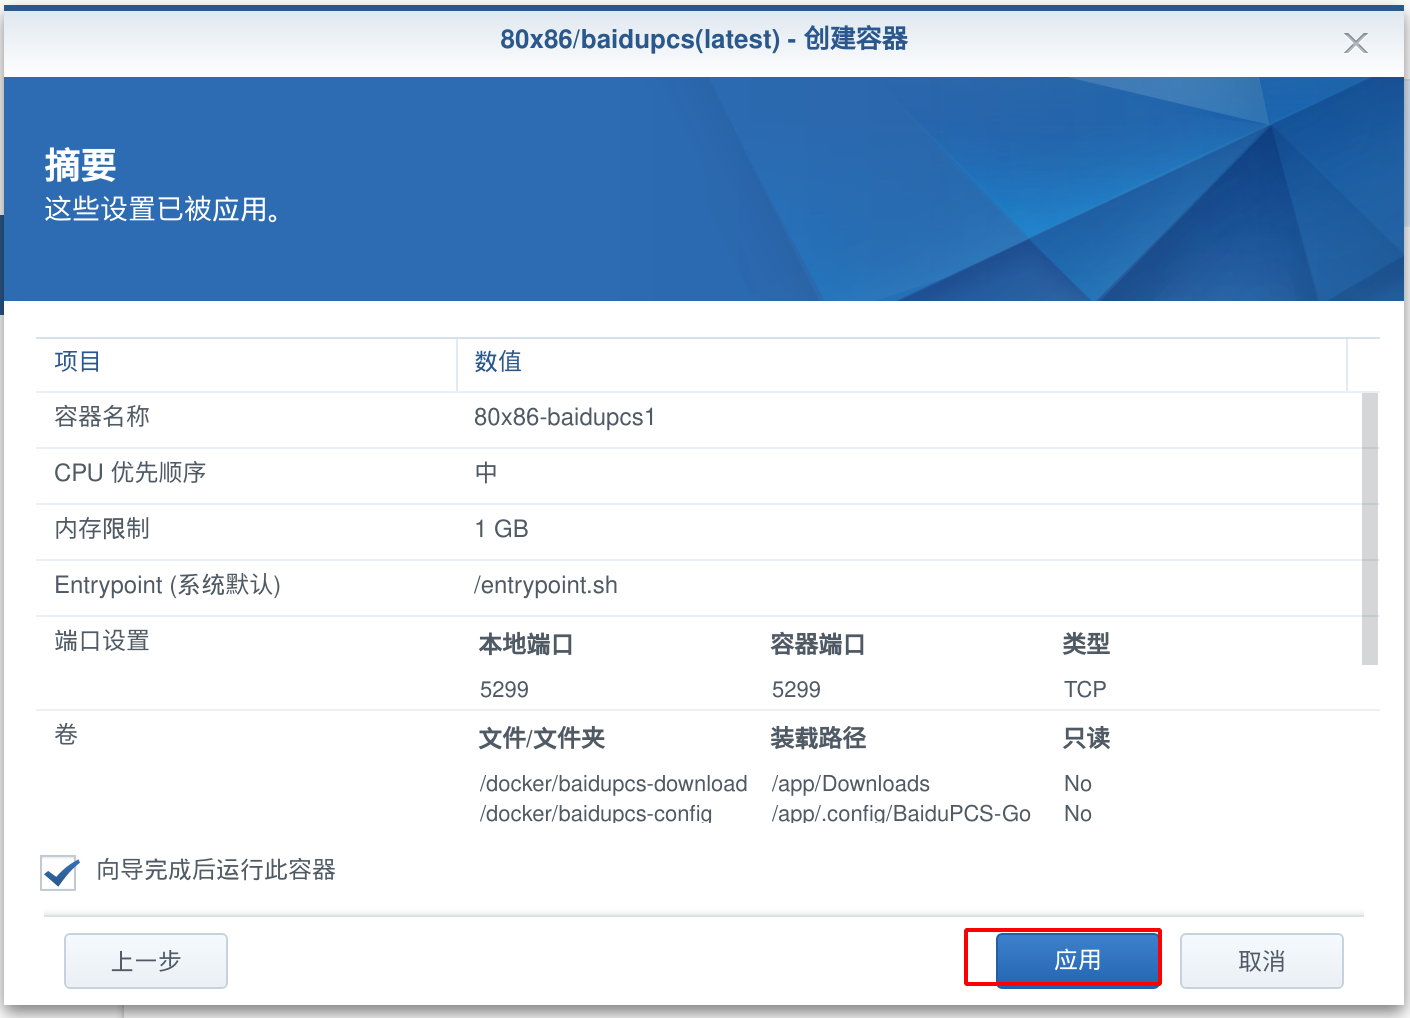 80x86/baidupcs(latest) - 创建容器
摘要
这些设置已被应用。
项目 数值
容器名称 80x86-baidupcs1
CPU 优先顺序 中
内存限制 1 GB
Entrypoint (系统默认) /entrypoint.sh
端口设置 本地端口 容器端口 类型
5299 5299 TCP
卷 文件/文件夹 装载路径 只读
/docker/baidupcs-download /app/Downloads No
/docker/baidupcs-config /app/.config/BaiduPCS-Go No
向导完成后运行此容器
上一步 应用 取消